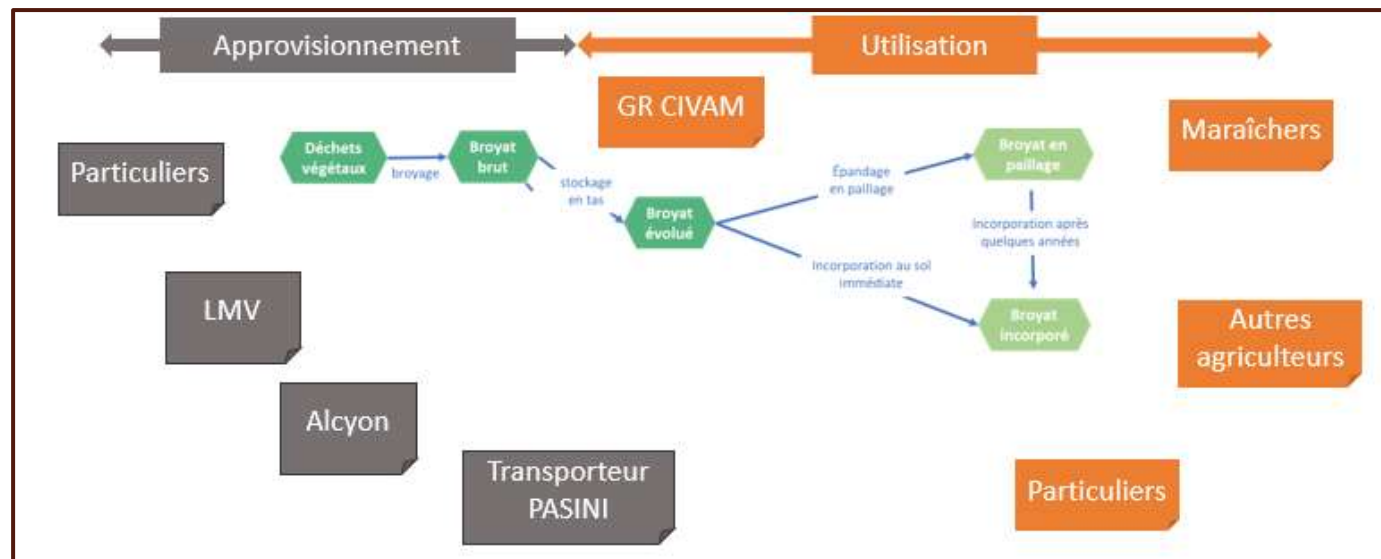 Approvisionnement
Utilisation
GR CIVAM
Maraîchers
Particuliers
Déchets
végétaux
broyage
Broyat
brut
stockage
en tas
Broyat
évolué
Épandage
en paillage
Broyat en
paillage
Incorporation après
quelques années
Incorporation au sol
immédiate
Broyat
incorporé
LMV
Autres
agriculteurs
Alcyon
Transporteur
PASINI
Particuliers